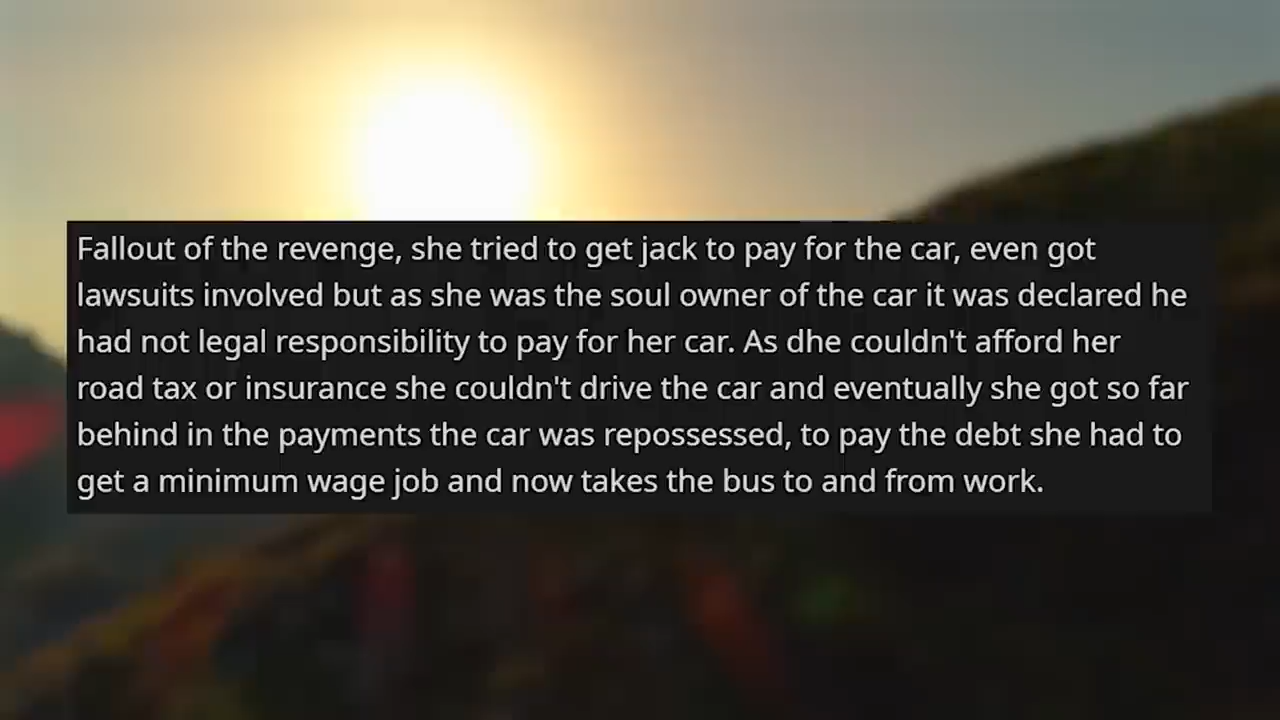 Fallout of the revenge, she tried to get jack to pay for the car, even got
lawsuits involved but as she was the soul owner of the car it was declared he
had not legal responsibility to pay for her car. As dhe couldn't afford her
road tax or insurance she couldn't drive the car and eventually she got so far
behind in the payments the car was repossessed, to pay the debt she had to
get a minimum wage job and now takes the bus to and from work.